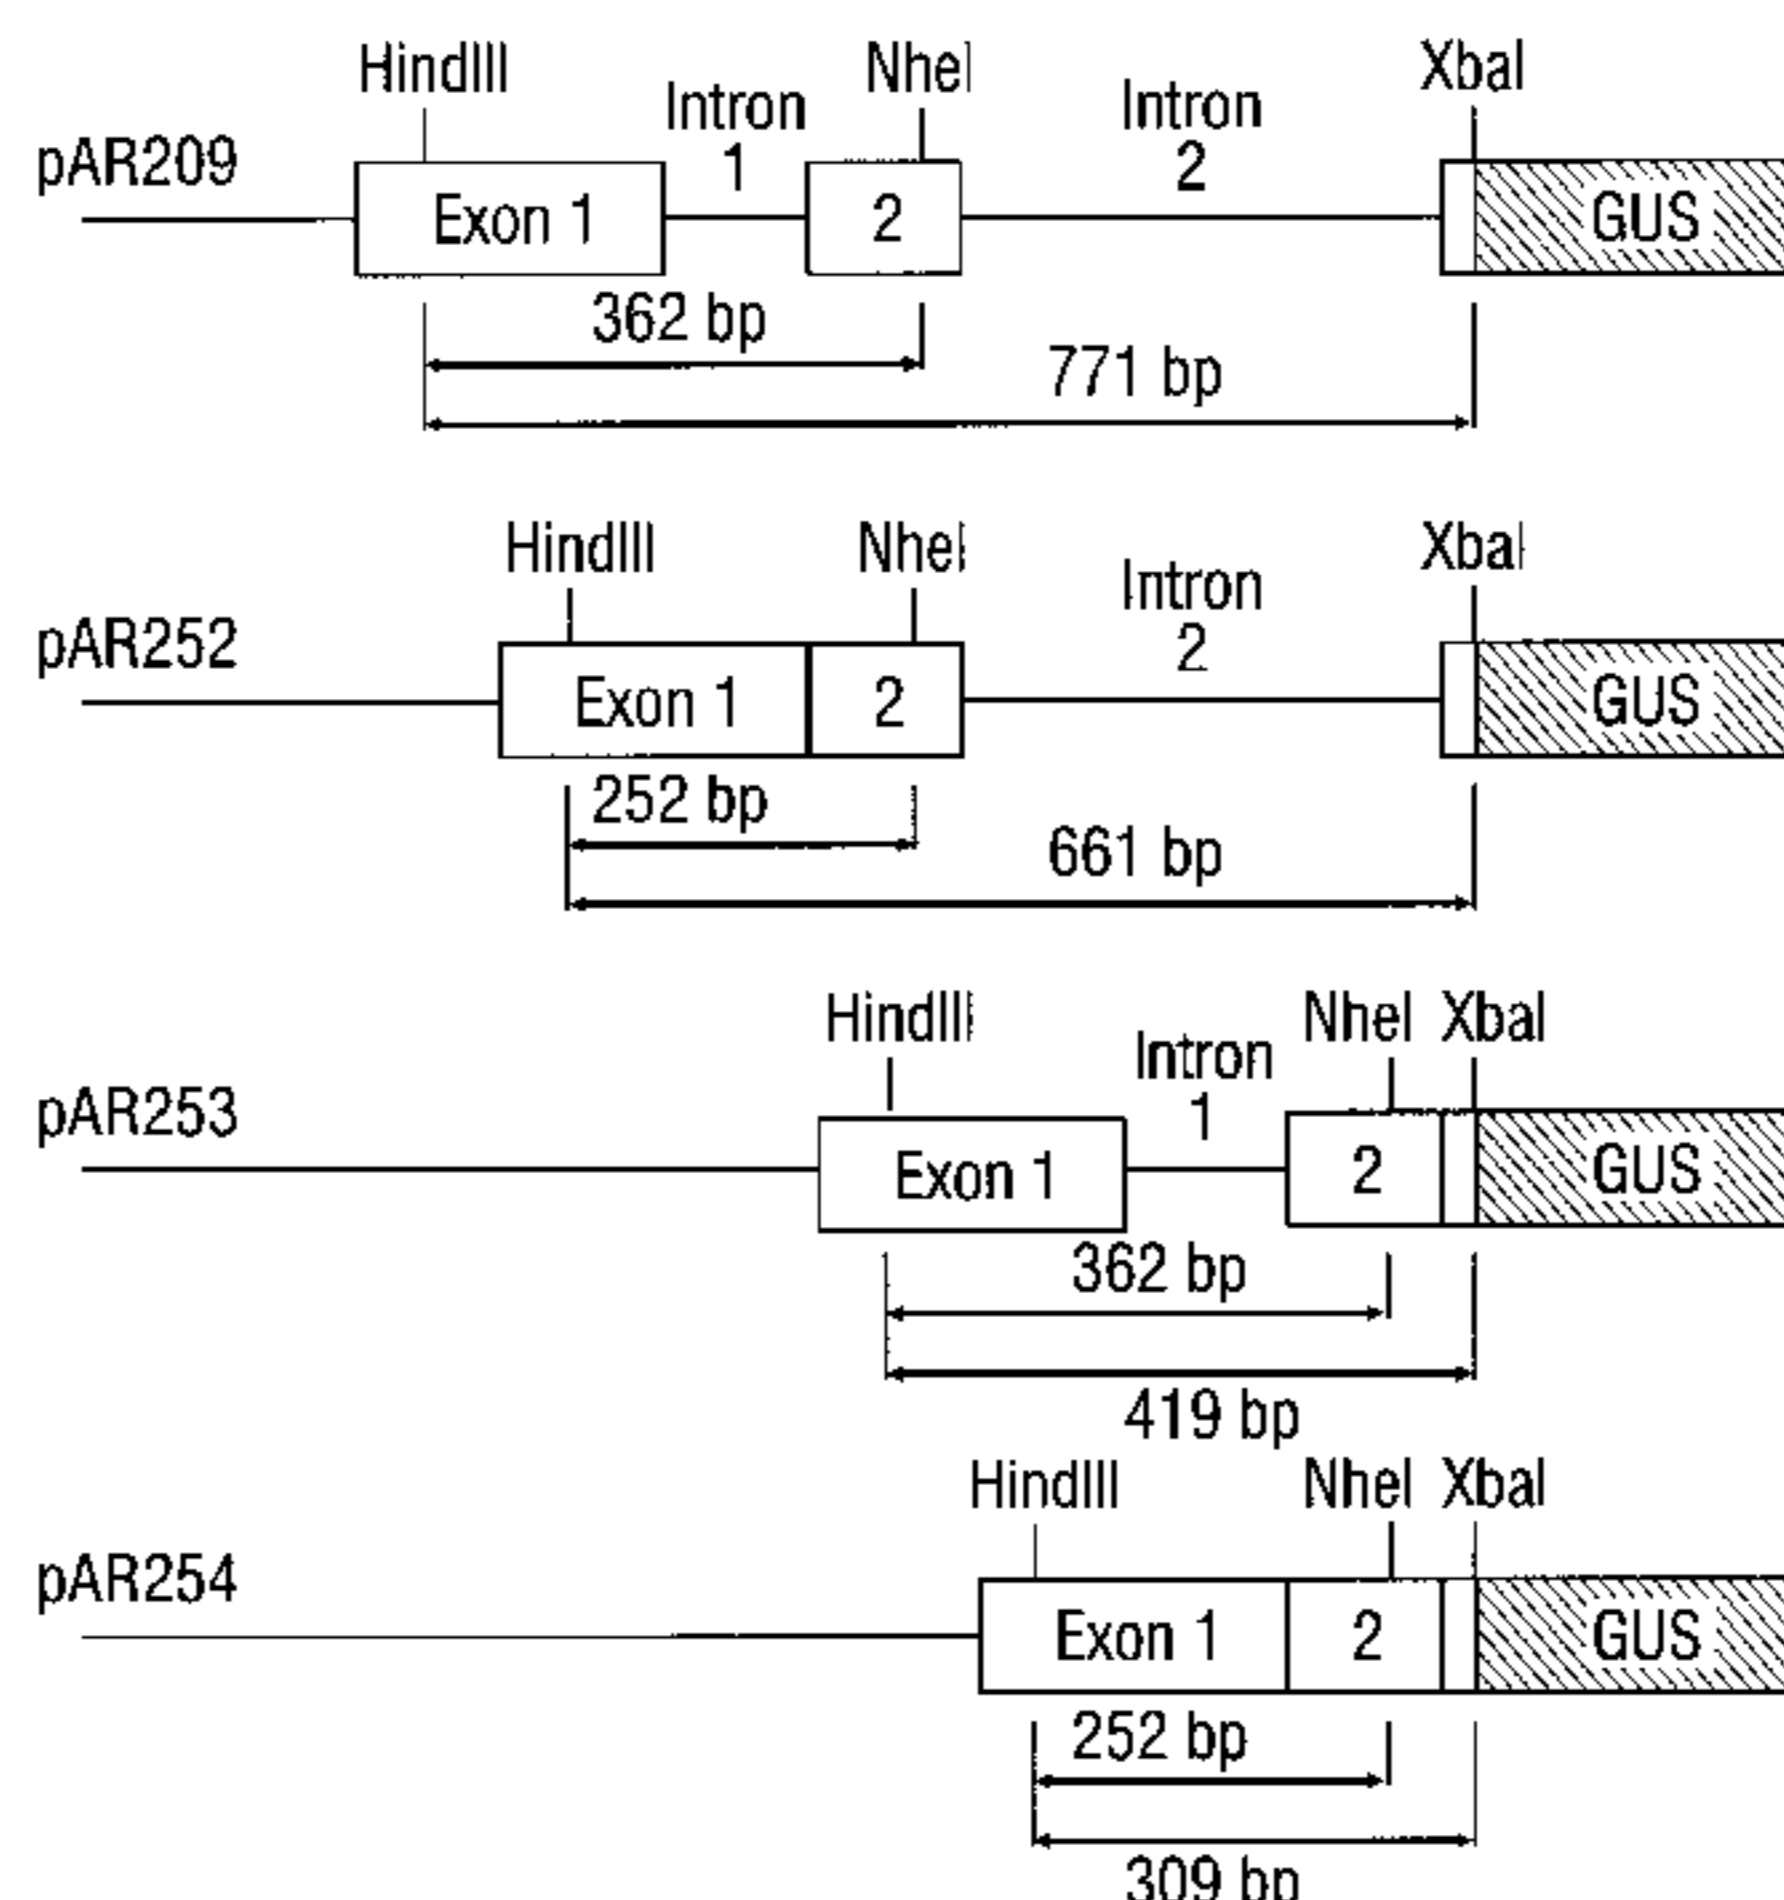 HindIII Intron 1 NheI Intron 2 XbaI
pAR209
Exon 1 2 GUS
362 bp
771 bp
HindIII NheI Intron 2 XbaI
pAR252
Exon 1 2 GUS
252 bp
661 bp
HindIII Intron 1 NheI XbaI
pAR253
Exon 1 2 GUS
362 bp
419 bp
HindIII NheI XbaI
pAR254
Exon 1 2 GUS
252 bp
309 bp